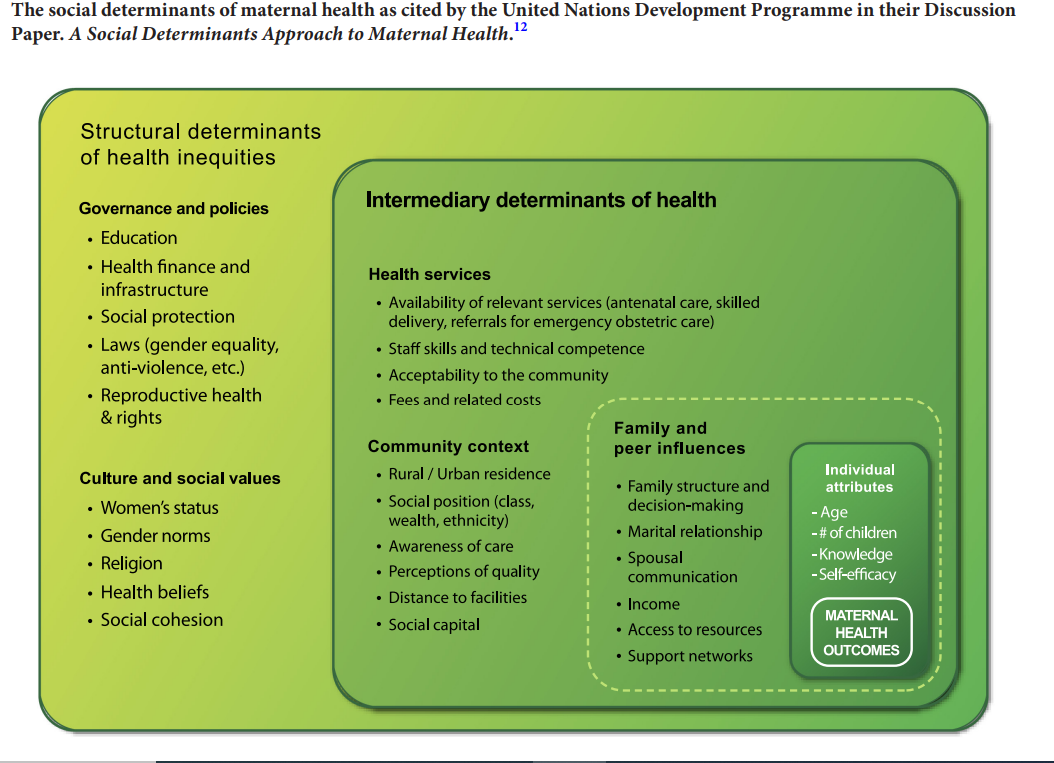 The social determinants of maternal health as cited by the United Nations Development Programme in their Discussion
Paper. A Social Determinants Approach to Maternal Health.12
Structural determinants
of health inequities
Governance and policies
• Education
• Health finance and
infrastructure
• Social protection
• Laws (gender equality,
anti-violence, etc.)
• Reproductive health
& rights
Culture and social values
• Women's status
• Gender norms
• Religion
• Health beliefs
• Social cohesion
Intermediary determinants of health
Health services
• Availability of relevant services (antenatal care, skilled
delivery, referrals for emergency obstetric care)
• Staff skills and technical competence
• Acceptability to the community
• Fees and related costs
Community context
• Rural / Urban residence
• Social position (class,
wealth, ethnicity)
• Awareness of care
• Perceptions of quality
• Distance to facilities
• Social capital
Family and
peer influences
• Family structure and
decision-making
• Marital relationship
• Spousal
communication
• Income
• Access to resources
• Support networks
Individual
attributes
- Age
- # of children
- Knowledge
- Self-efficacy
MATERNAL
HEALTH
OUTCOMES